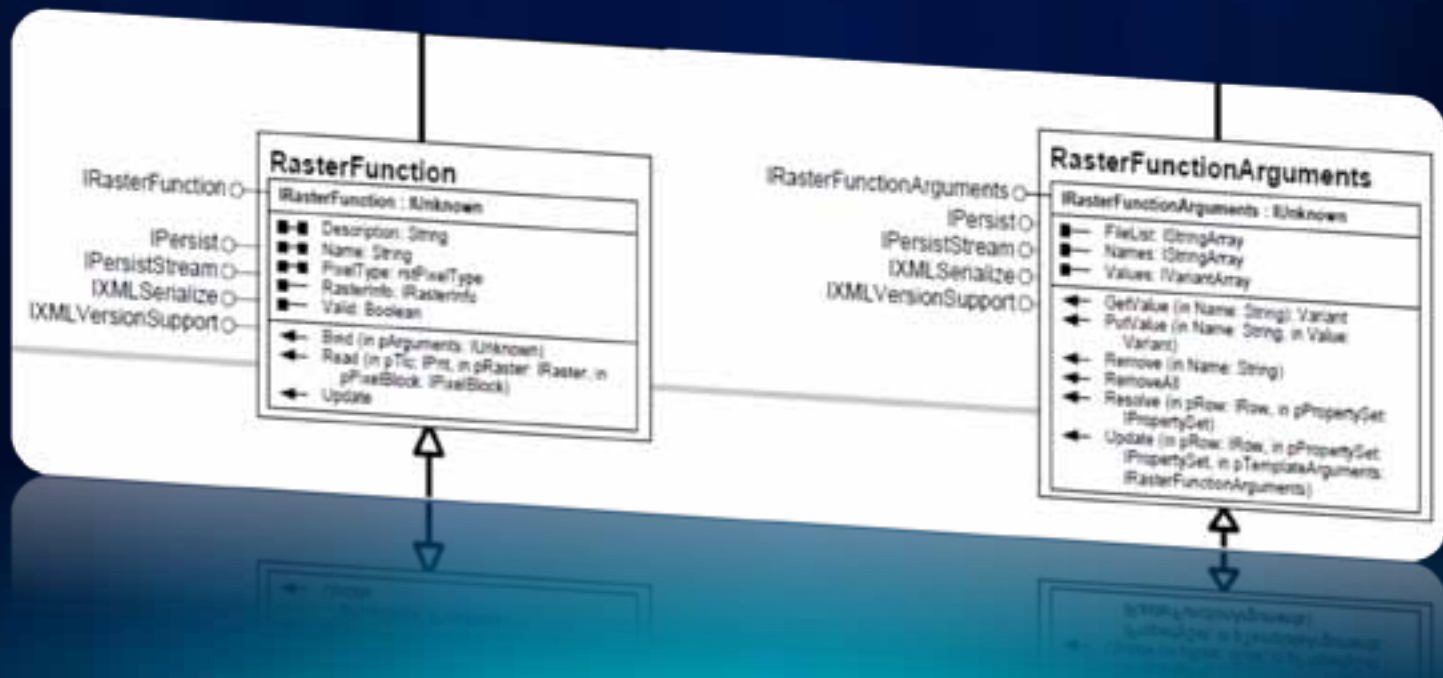 RasterFunction
IRasterFunction
IRasterFunction : IUnknown
Description: String
Name: String
PixelType: rstPixelType
RasterInfo: IRasterInfo
Valid: Boolean
IPersist
IPersistStream
IXMLSerialize
IXMLVersionSupport
Bind (in pArguments: IUnknown)
Read (in pTlc: IPnt, in pRaster: IRaster, in
pPixelBlock: IPixelBlock)
Update
RasterFunctionArguments
IRasterFunctionArguments
IRasterFunctionArguments : IUnknown
FileList: IStringArray
Names: IStringArray
Values: IVariantArray
IPersist
IPersistStream
IXMLSerialize
IXMLVersionSupport
GetValue (in Name: String): Variant
PutValue (in Name: String, in Value:
Variant)
Remove (in Name: String)
RemoveAll
Resolve (in pRow: IRow, in pPropertySet:
IPropertySet)
Update (in pRow: IRow, in pPropertySet:
IPropertySet, in pTemplateArguments:
IRasterFunctionArguments)